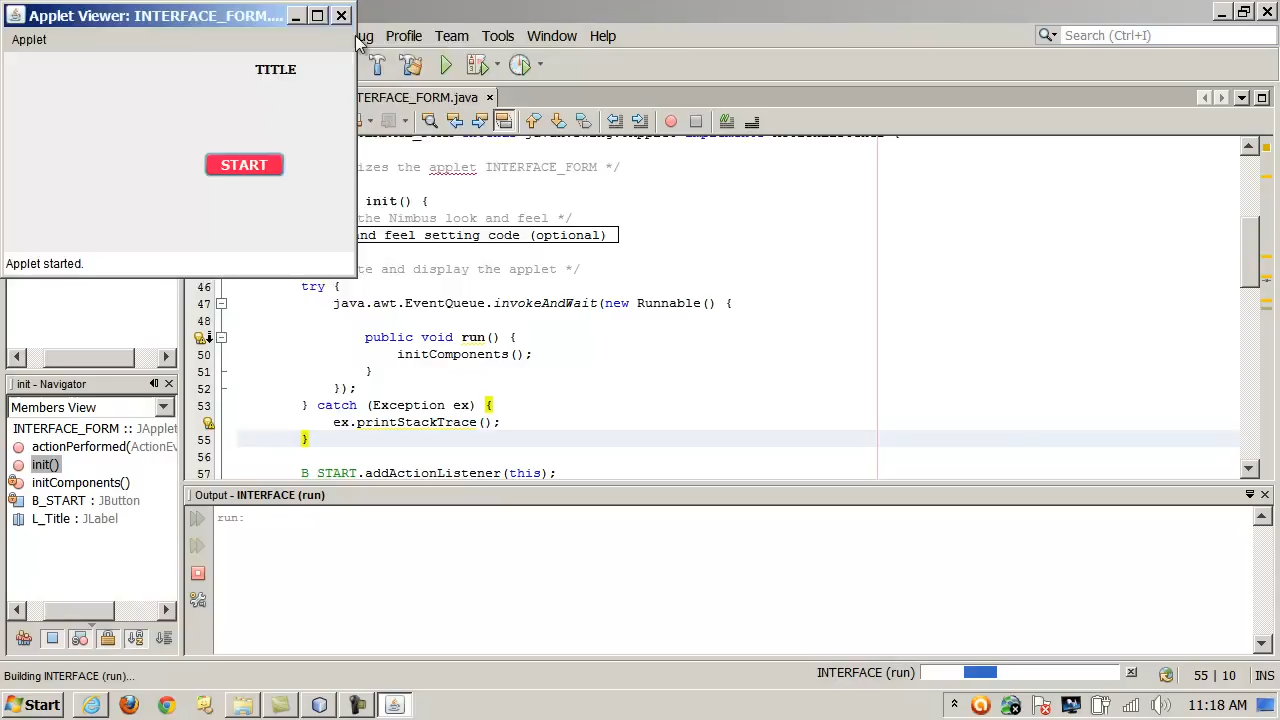 Applet Viewer: INTERFACE_FORM....
Applet
TITLE
START
Applet started.
ug Profile Team Tools Window Help
Search (Ctrl+I)
TERFACE_FORM.java
izes the applet INTERFACE_FORM */
init() {
the Nimbus look and feel */
and feel setting code (optional)
te and display the applet */
46 try {
47 java.awt.EventQueue.invokeAndWait(new Runnable() {
48
public void run() {
50 initComponents();
51 }
52 });
53 } catch (Exception ex) {
ex.printStackTrace();
55 }
56
57 B_START.addActionListener(this);
init - Navigator
Members View
INTERFACE_FORM :: JApplet
actionPerformed(ActionEv
init()
initComponents()
B_START : JButton
L_Title : JLabel
Output - INTERFACE (run)
run:
Building INTERFACE (run)...
INTERFACE (run)
55 | 10 INS
Start
11:18 AM